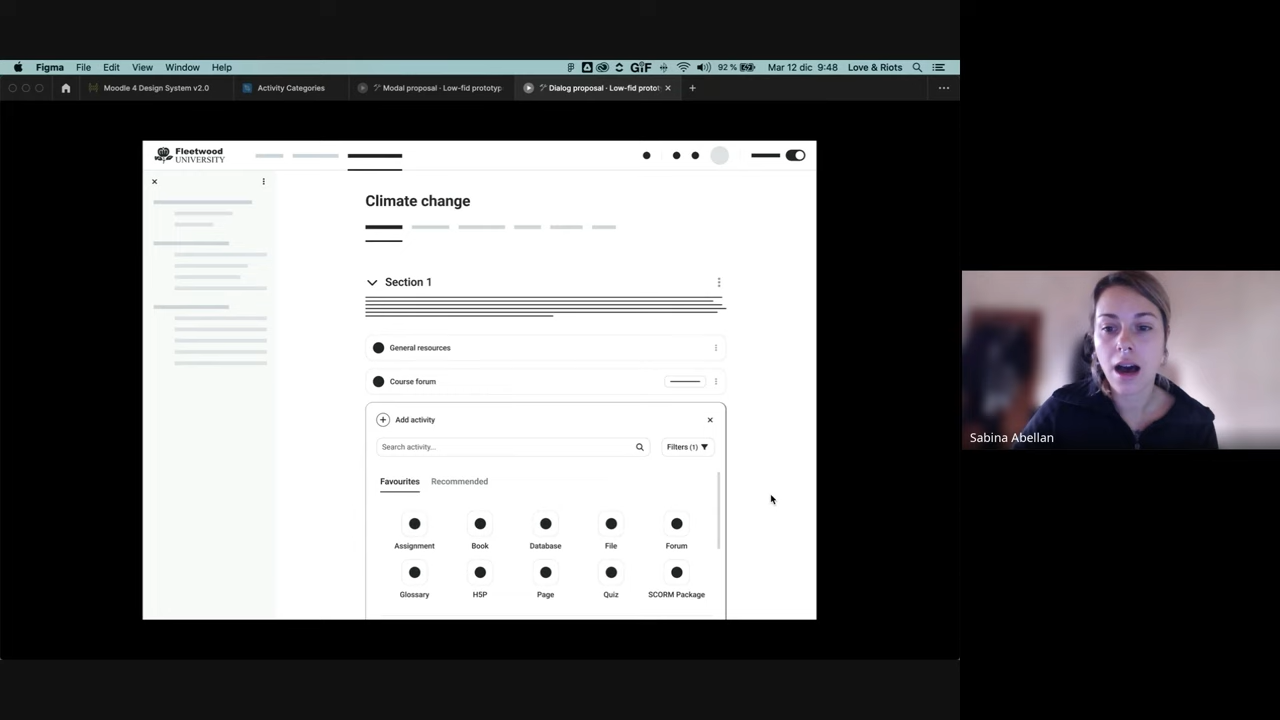 Figma File Edit View Window Help GIF 92 % Mar 12 dic 9:48 Love & Riots
Moodle 4 Design System v2.0 Activity Categories Modal proposal · Low-fid prototyp Dialog proposal · Low-fid protot
Fleetwood
UNIVERSITY
Climate change
Section 1
General resources
Course forum
Add activity
Search activity... Filters (1)
Favourites Recommended
Assignment Book Database File Forum
Glossary H5P Page Quiz SCORM Package
Sabina Abellan